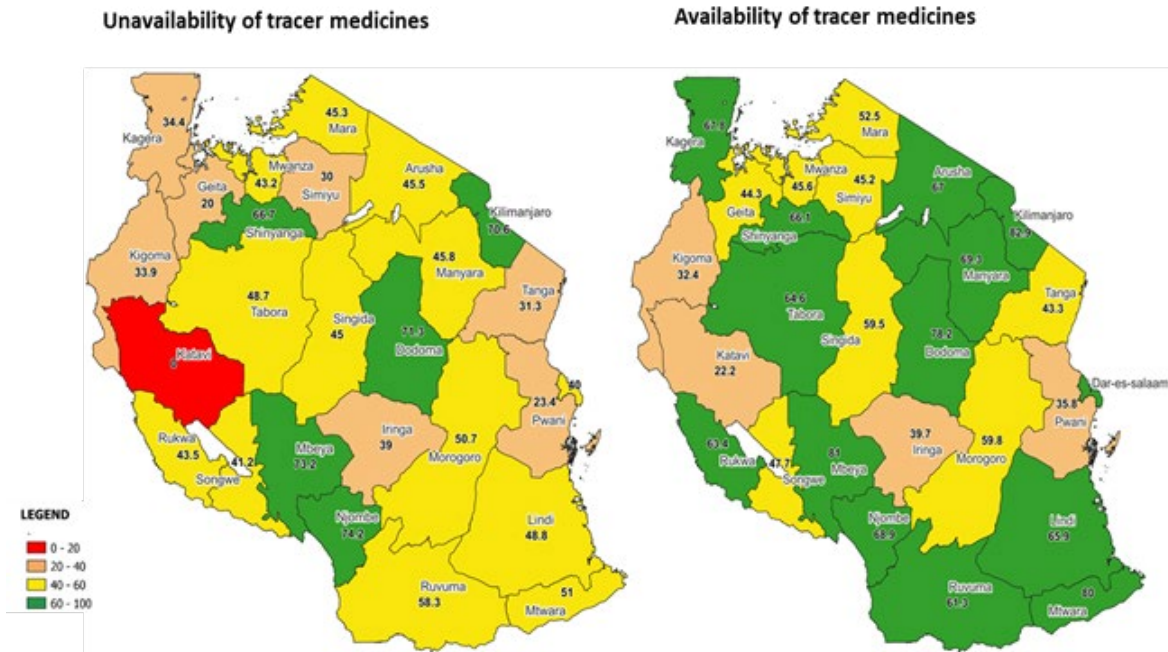 Unavailability of tracer medicines
34.4
Kagera
45.3
Mara
Mwanza
43.2
Geita
20
30
Simiyu
Arusha
45.5
66.7
Shinyanga
Kilimanjaro
70.6
Kigoma
33.9
45.8
Manyara
48.7
Tabora
Singida
45
Tanga
31.3
71.3
Dodoma
Katavi
40
23.4
Pwani
Iringa
39
Rukwa
43.5
41.2
Songwe
Mbeya
73.2
50.7
Morogoro
Njombe
74.2
Lindi
48.8
Ruvuma
58.3
51
Mtwara
LEGEND
0 - 20
20 - 40
40 - 60
60 - 100
Availability of tracer medicines
67.8
Kagera
52.5
Mara
Mwanza
45.6
45.2
Simiyu
44.3
Geita
Arusha
67
66.1
Shinyanga
Kilimanjaro
82.9
Kigoma
32.4
69.3
Manyara
64.6
Tabora
59.5
Singida
Tanga
43.3
78.2
Dodoma
Katavi
22.2
Dar-es-salaam
35.8
Pwani
39.7
Iringa
63.4
Rukwa
47.7
Songwe
81
Mbeya
59.8
Morogoro
Njombe
68.9
Lindi
65.9
Ruvuma
61.3
80
Mtwara